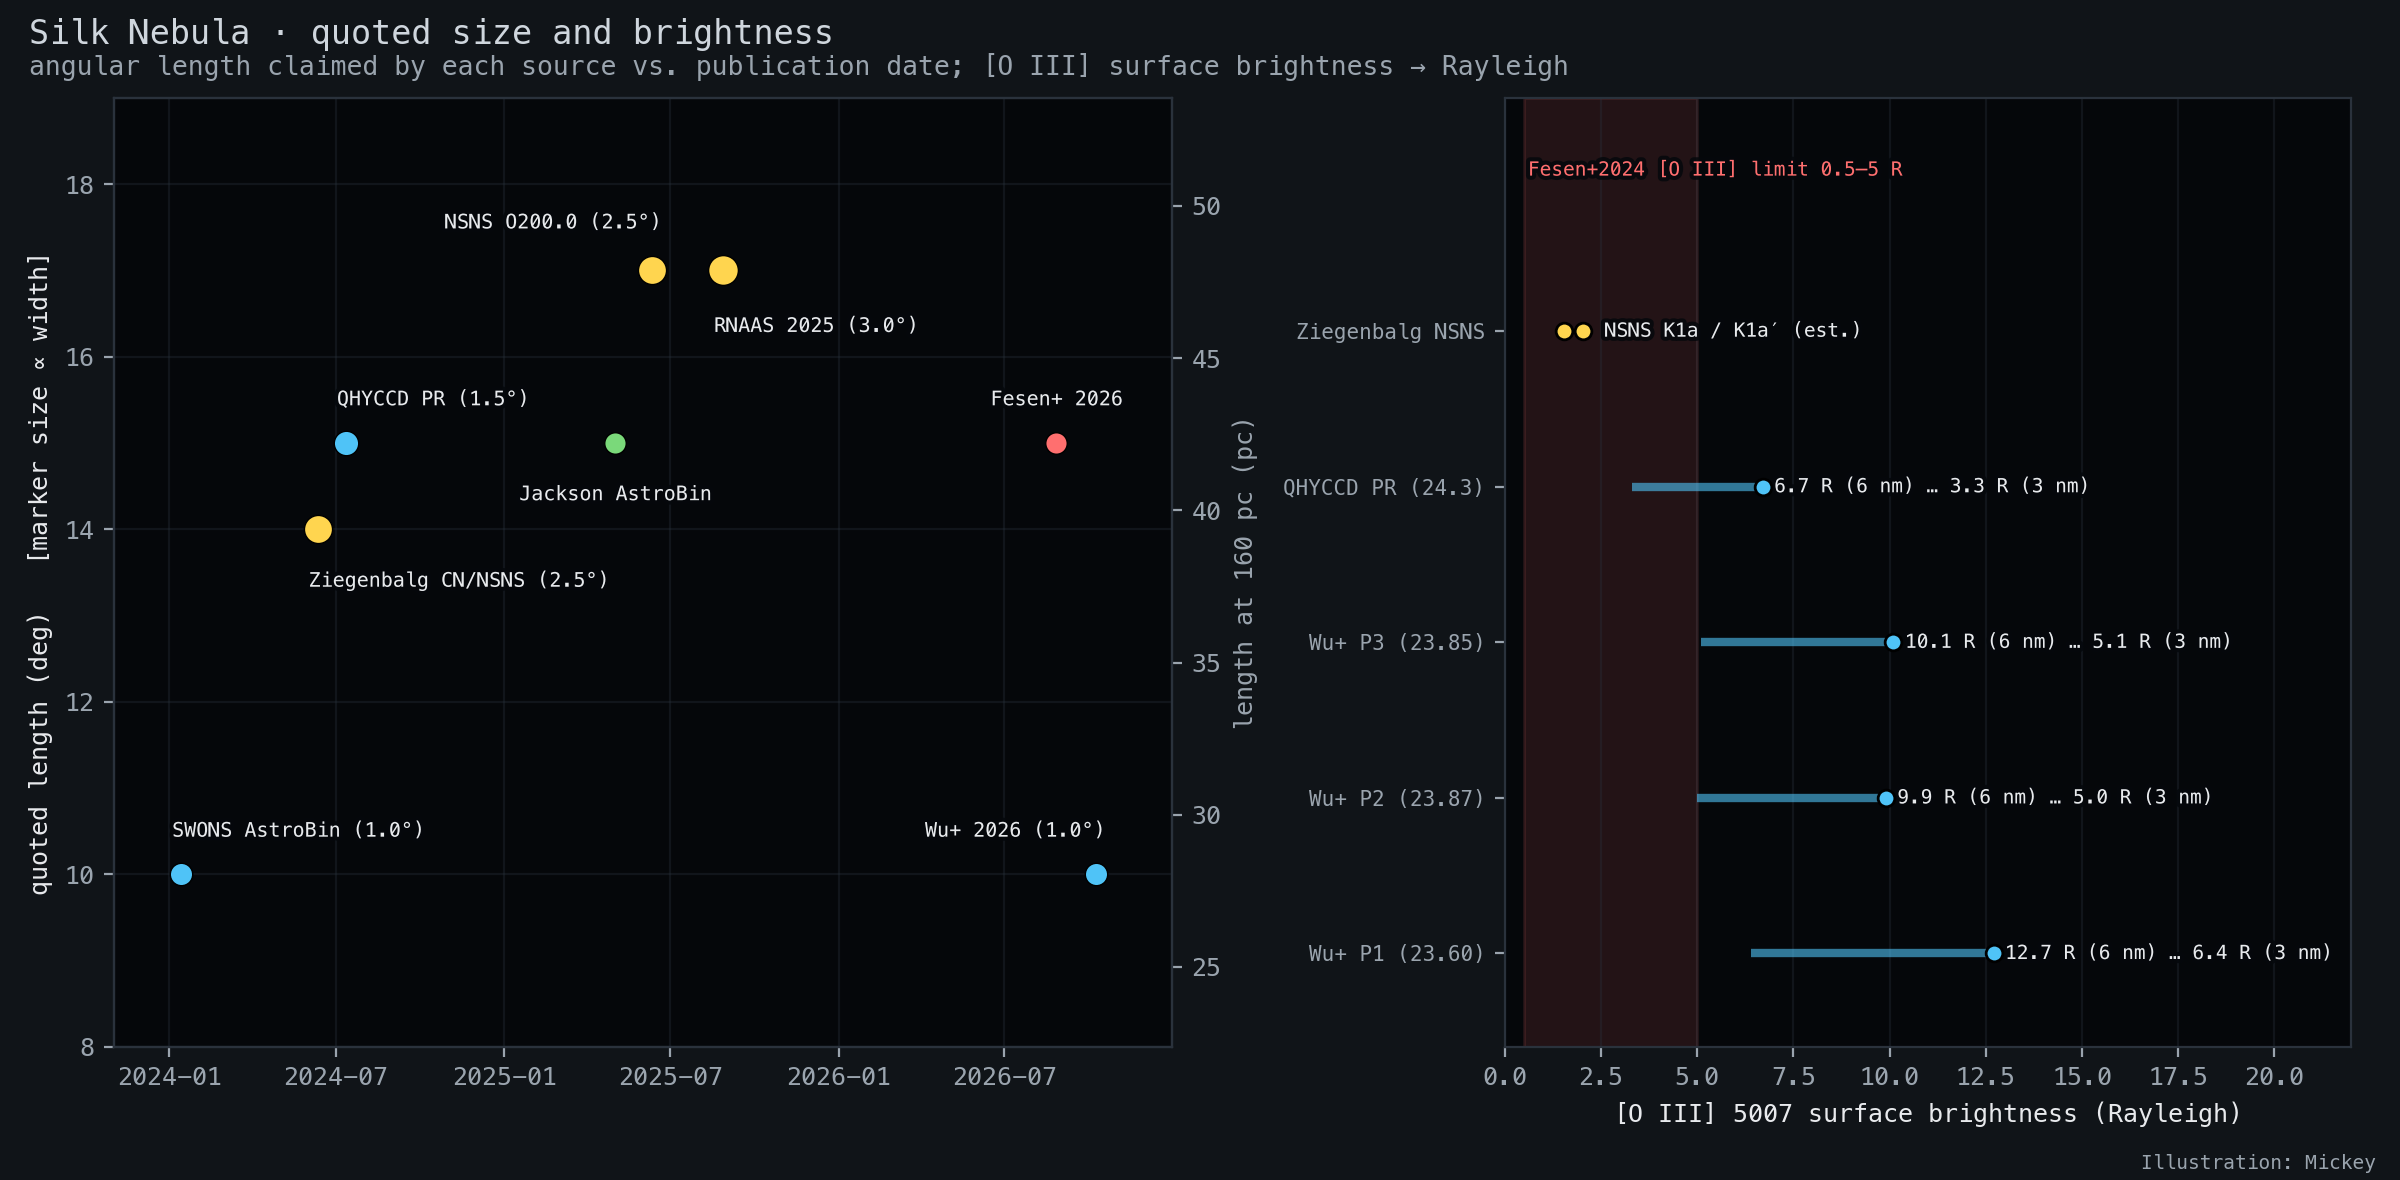 Silk Nebula · quoted size and brightness
angular length claimed by each source vs. publication date; [O III] surface brightness → Rayleigh
quoted length (deg) [marker size ∝ width]
18
16
14
12
10
8
NSNS O200.0 (2.5°)
RNAAS 2025 (3.0°)
QHYCCD PR (1.5°)
Fesen+ 2026
Jackson AstroBin
Ziegenbalg CN/NSNS (2.5°)
SWONS AstroBin (1.0°)
Wu+ 2026 (1.0°)
2024−01
2024−07
2025−01
2025−07
2026−01
2026−07
50
45
40
35
30
25
length at 160 pc (pc)
Fesen+2024 [O III] limit 0.5–5 R
Ziegenbalg NSNS
NSNS K1a / K1a′ (est.)
QHYCCD PR (24.3)
6.7 R (6 nm) … 3.3 R (3 nm)
Wu+ P3 (23.85)
10.1 R (6 nm) … 5.1 R (3 nm)
Wu+ P2 (23.87)
9.9 R (6 nm) … 5.0 R (3 nm)
Wu+ P1 (23.60)
12.7 R (6 nm) … 6.4 R (3 nm)
0.0
2.5
5.0
7.5
10.0
12.5
15.0
17.5
20.0
[O III] 5007 surface brightness (Rayleigh)
Illustration: Mickey